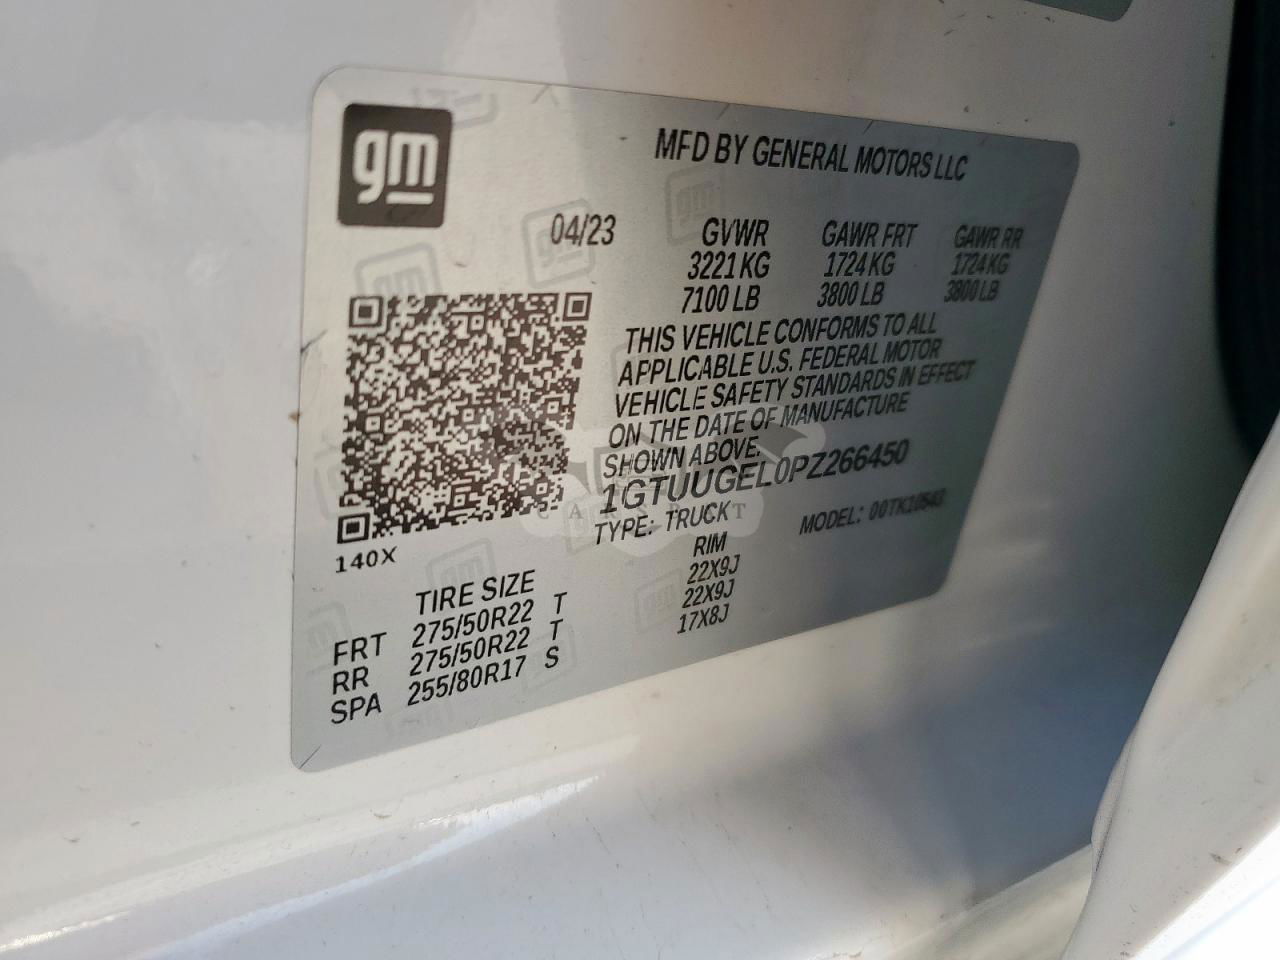 gm
MFD BY GENERAL MOTORS LLC
04/23 GVWR GAWR FRT GAWR RR
3221 KG 1724 KG 1724 KG
7100 LB 3800 LB 3800 LB
THIS VEHICLE CONFORMS TO ALL
APPLICABLE U.S. FEDERAL MOTOR
VEHICLE SAFETY STANDARDS IN EFFECT
ON THE DATE OF MANUFACTURE
SHOWN ABOVE.
1GTUUGEL0PZ266450
TYPE: TRUCK MODEL: 00TK10543
140X
TIRE SIZE RIM
FRT 275/50R22 T 22X9J
RR 275/50R22 T 22X9J
SPA 255/80R17 S 17X8J